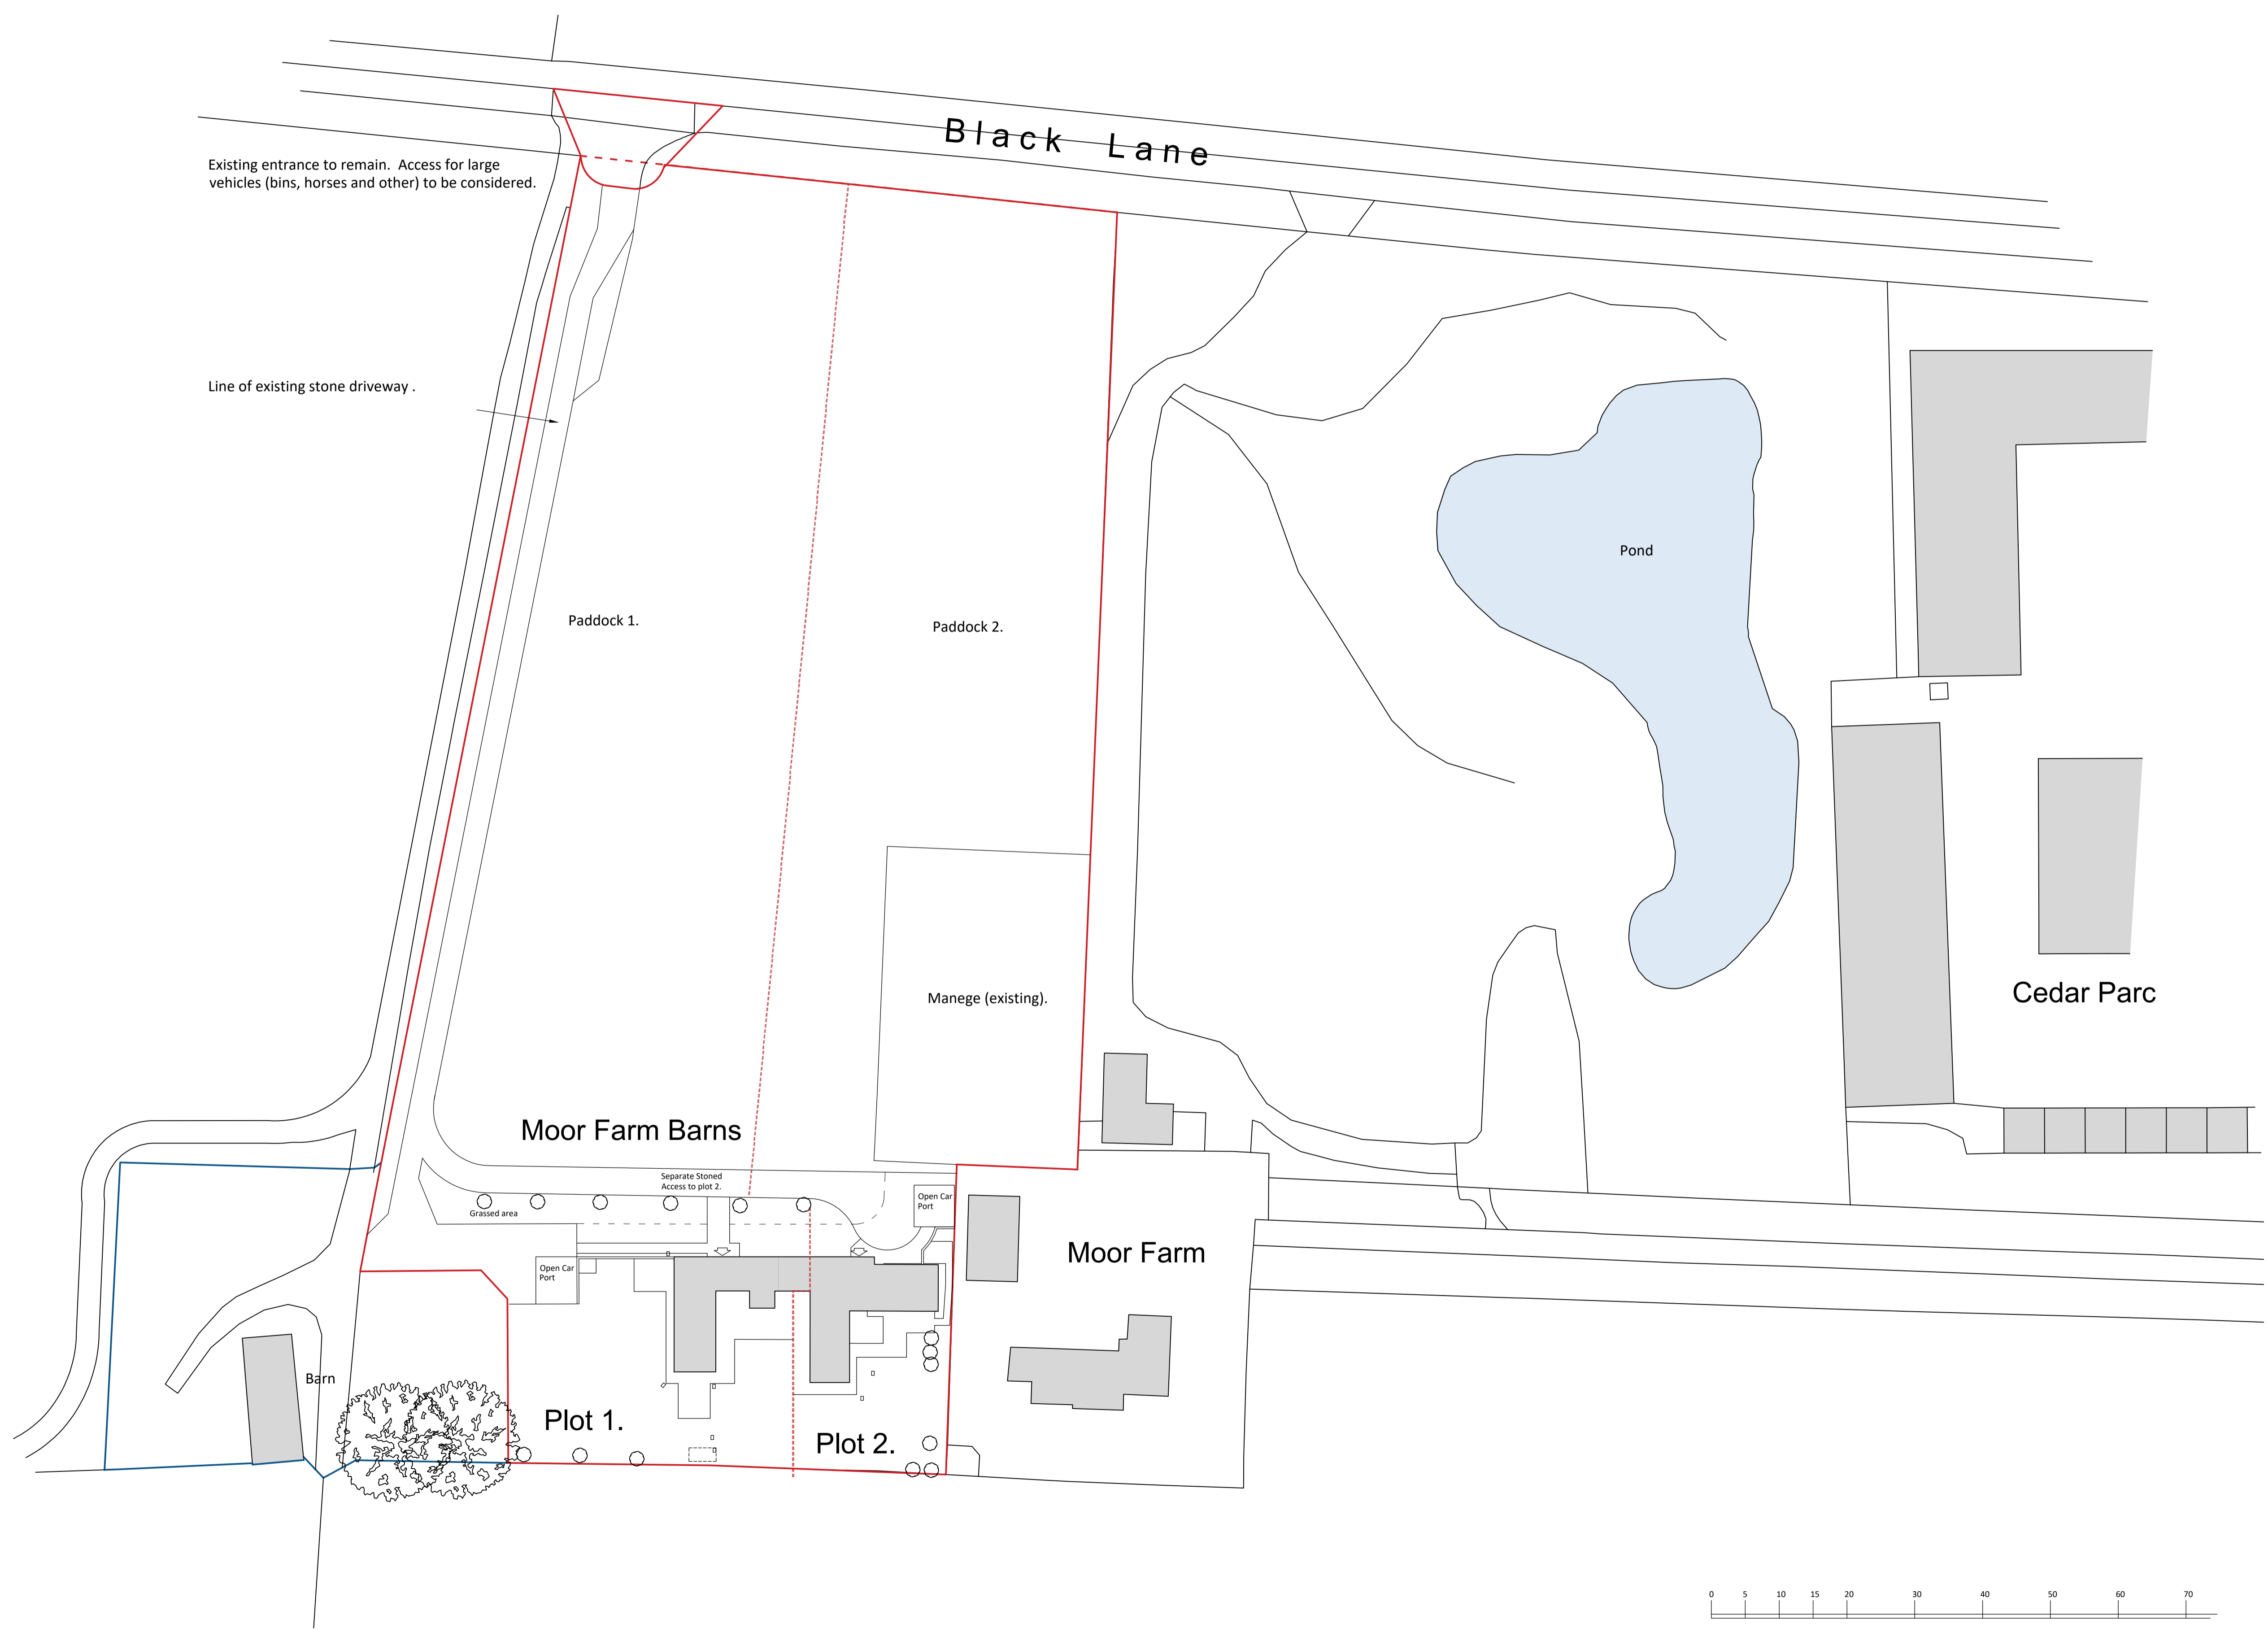 Black Lane
Existing entrance to remain.  Access for large
vehicles (bins, horses and other) to be considered.
Line of existing stone driveway .
Pond
Paddock 1.
Paddock 2.
Manege (existing).
Cedar Parc
Moor Farm Barns
Separate Stoned
Access to plot 2.
Grassed area
Open Car
Port
Moor Farm
Open Car
Port
Barn
Plot 1.
Plot 2.
0 5 10 15 20 30 40 50 60 70